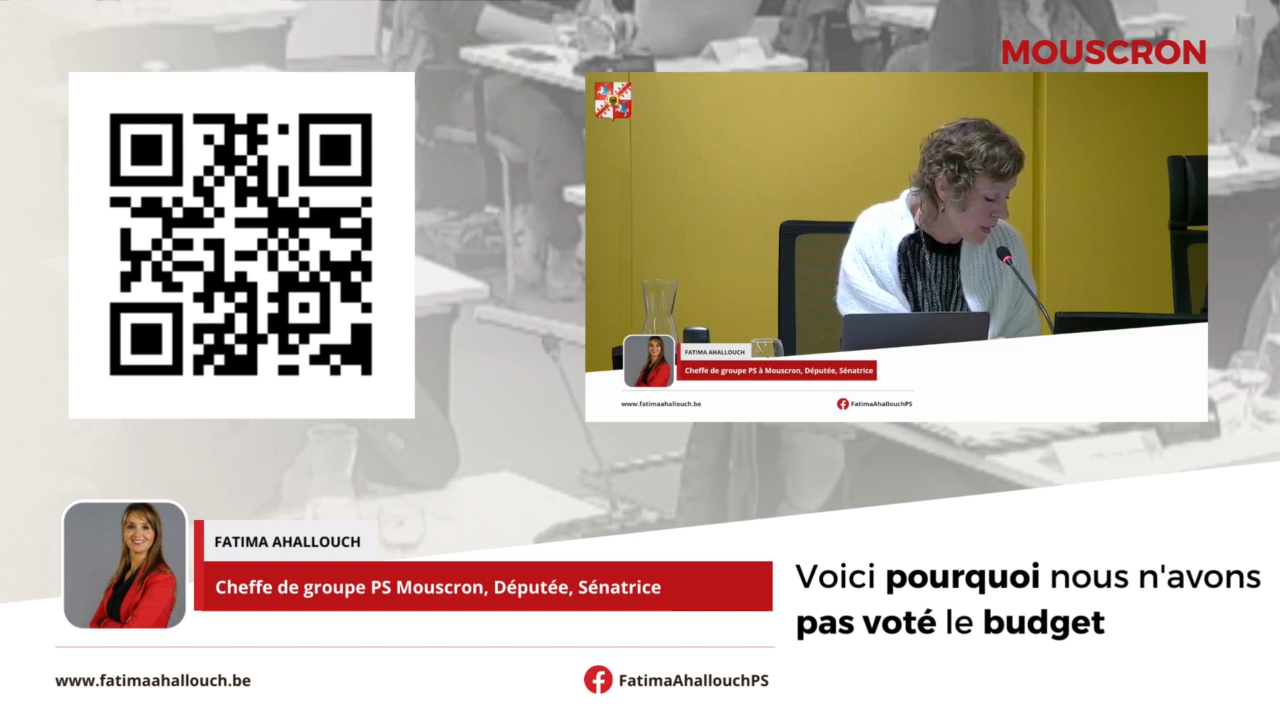 MOUSCRON
FATIMA AHALLOUCH
Cheffe de groupe PS à Mouscron, Députée, Sénatrice
www.fatimaahallouch.be
FatimaAhallouchPS
FATIMA AHALLOUCH
Cheffe de groupe PS Mouscron, Députée, Sénatrice
Voici pourquoi nous n'avons
pas voté le budget
www.fatimaahallouch.be
FatimaAhallouchPS